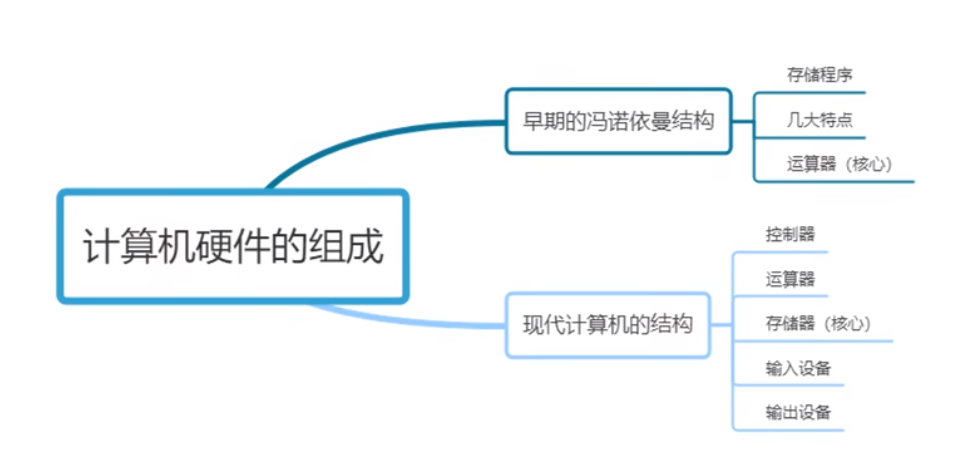 计算机硬件的组成
早期的冯诺依曼结构
存储程序
几大特点
运算器（核心）
现代计算机的结构
控制器
运算器
存储器（核心）
输入设备
输出设备